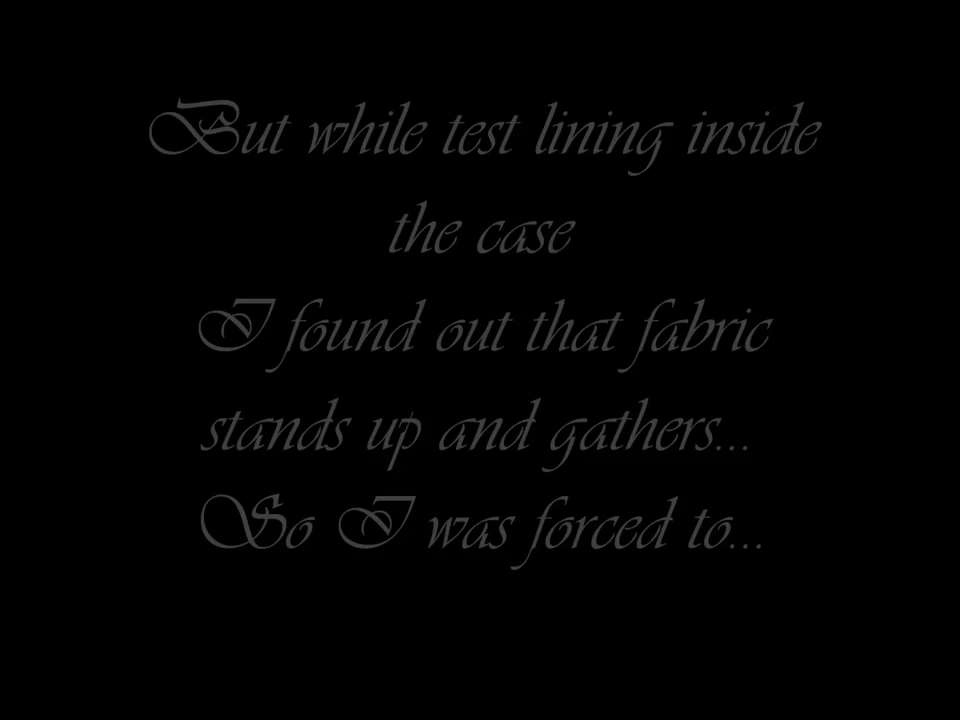 But while test lining inside
the case
I found out that fabric
stands up and gathers...
So I was forced to...